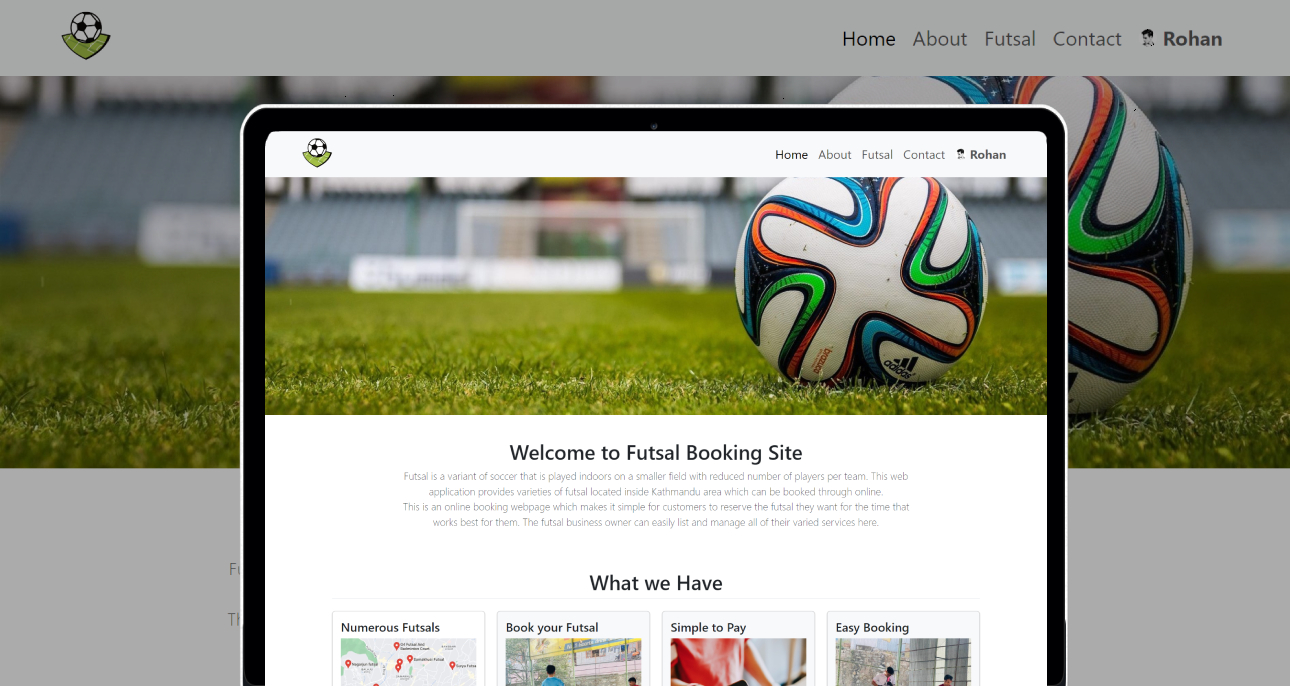 Home About Futsal Contact Rohan
Home About Futsal Contact Rohan
adidas
brazuca
Welcome to Futsal Booking Site
Futsal is a variant of soccer that is played indoors on a smaller field with reduced number of players per team. This web
application provides varieties of futsal located inside Kathmandu area which can be booked through online.
This is an online booking webpage which makes it simple for customers to reserve the futsal they want for the time that
works best for them. The futsal business owner can easily list and manage all of their varied services here.
What we Have
Numerous Futsals
Book your Futsal
Simple to Pay
Easy Booking